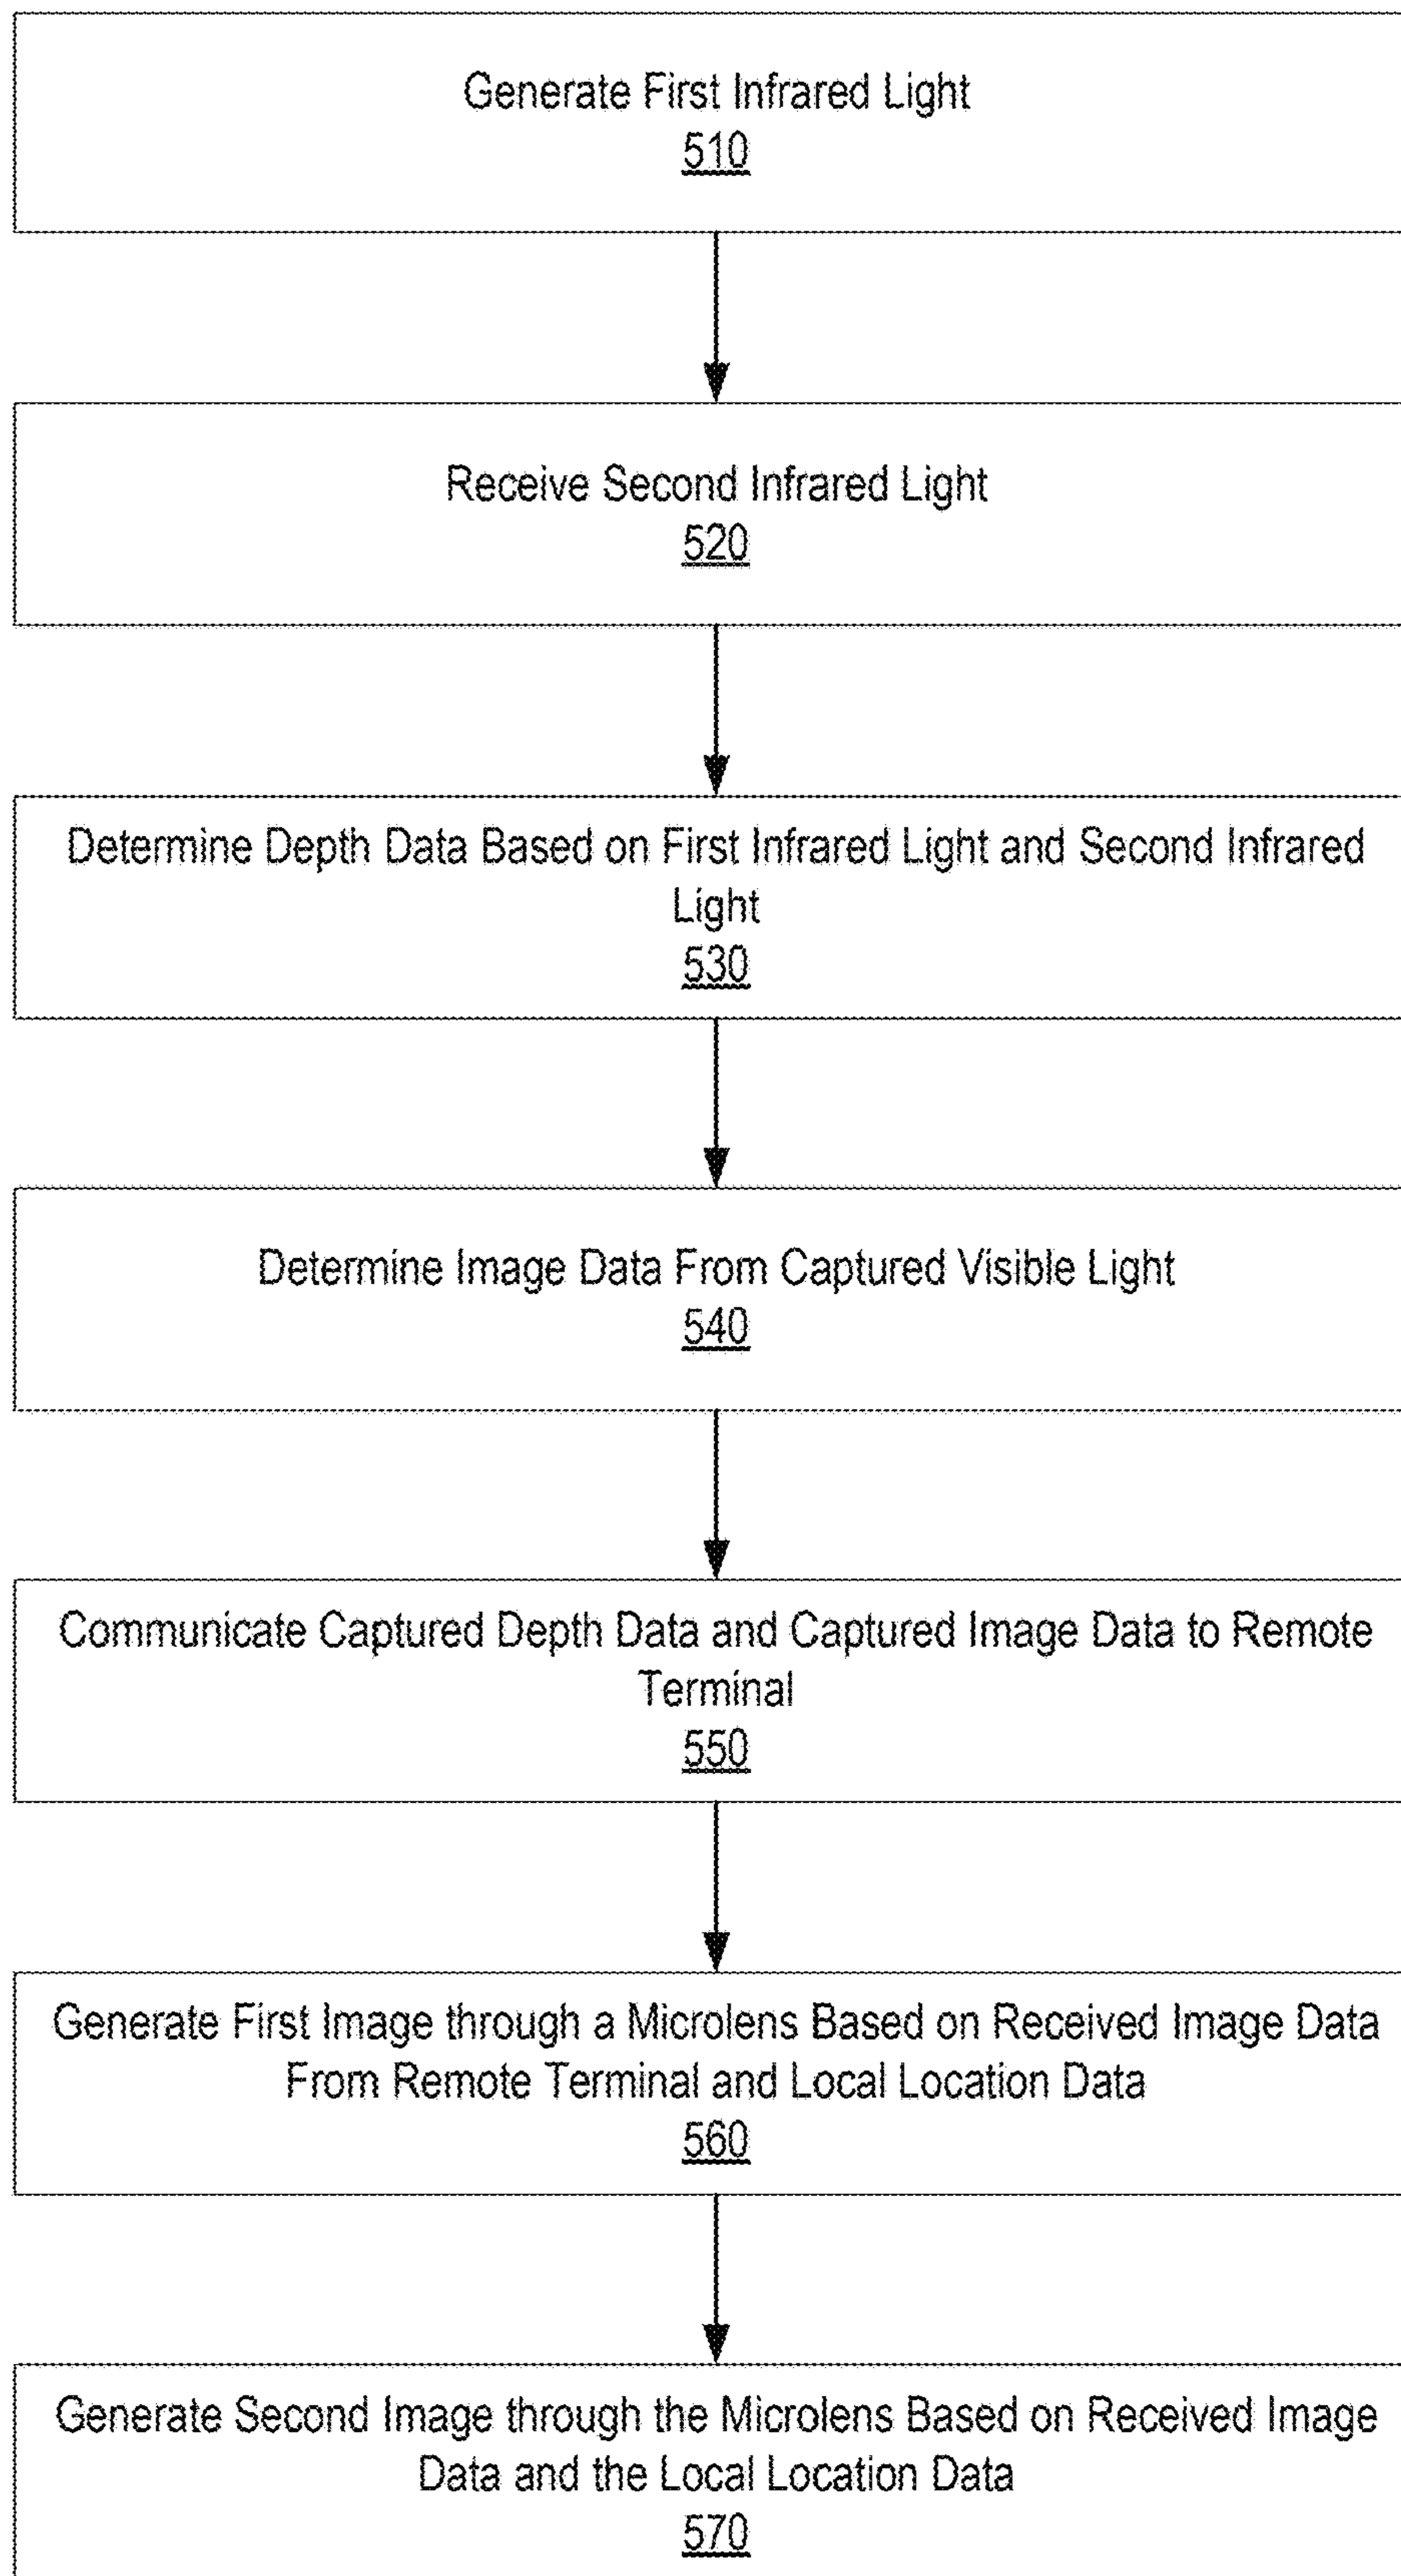 Generate First Infrared Light
510
Receive Second Infrared Light
520
Determine Depth Data Based on First Infrared Light and Second Infrared
Light
530
Determine Image Data From Captured Visible Light
540
Communicate Captured Depth Data and Captured Image Data to Remote
Terminal
550
Generate First Image through a Microlens Based on Received Image Data
From Remote Terminal and Local Location Data
560
Generate Second Image through the Microlens Based on Received Image
Data and the Local Location Data
570